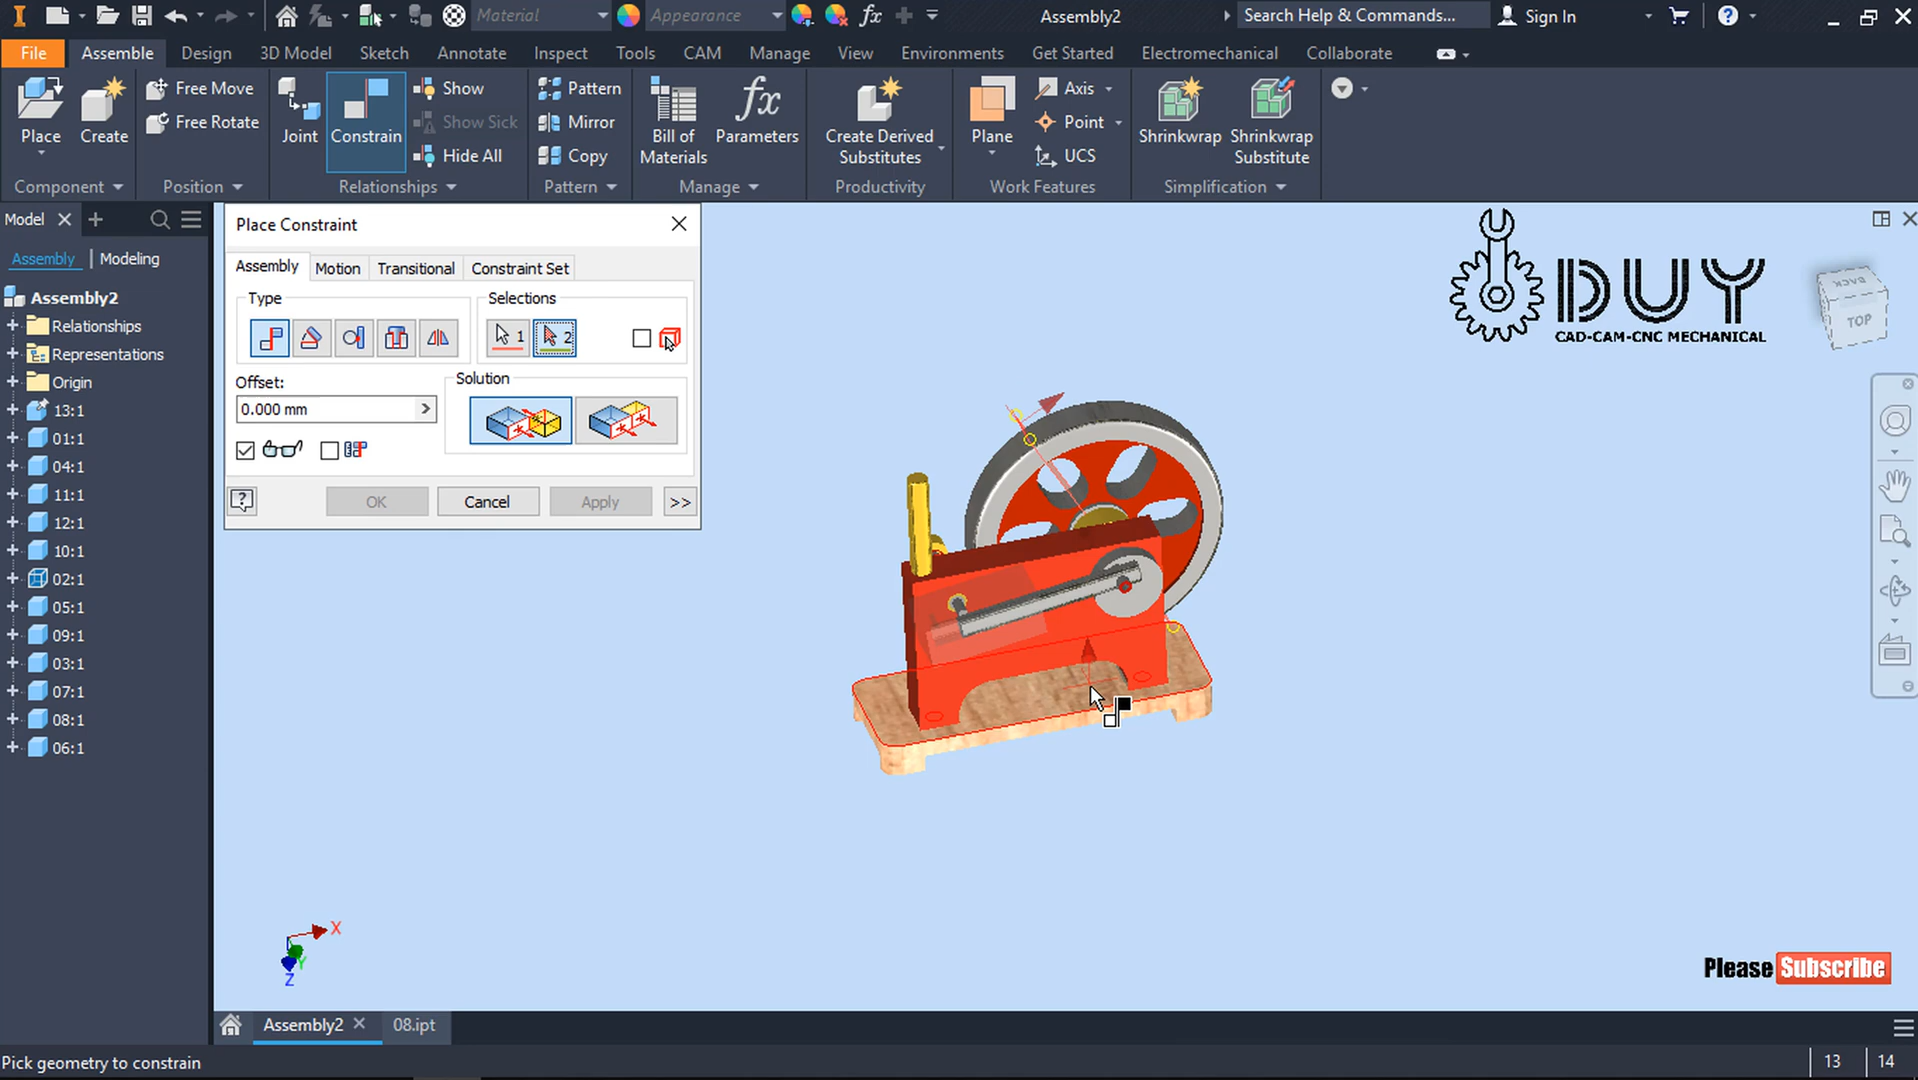 Material
Appearance
Assembly2
Search Help & Commands...
Sign In
File
Assemble
Design
3D Model
Sketch
Annotate
Inspect
Tools
CAM
Manage
View
Environments
Get Started
Electromechanical
Collaborate
Place
Create
Free Move
Free Rotate
Joint
Constrain
Show
Show Sick
Hide All
Pattern
Mirror
Copy
Bill of
Materials
Parameters
Create Derived
Substitutes
Plane
Axis
Point
UCS
Shrinkwrap
Shrinkwrap
Substitute
Component
Position
Relationships
Pattern
Manage
Productivity
Work Features
Simplification
Model
Assembly
Modeling
Assembly2
Relationships
Representations
Origin
13:1
01:1
04:1
11:1
12:1
10:1
02:1
05:1
09:1
03:1
07:1
08:1
06:1
Place Constraint
Assembly
Motion
Transitional
Constraint Set
Type
Selections
1
2
Offset:
0.000 mm
Solution
OK
Cancel
Apply
>>
DUY
CAD-CAM-CNC MECHANICAL
BACK
TOP
X
Y
Z
Please Subscribe
Assembly2
08.ipt
Pick geometry to constrain
13
14